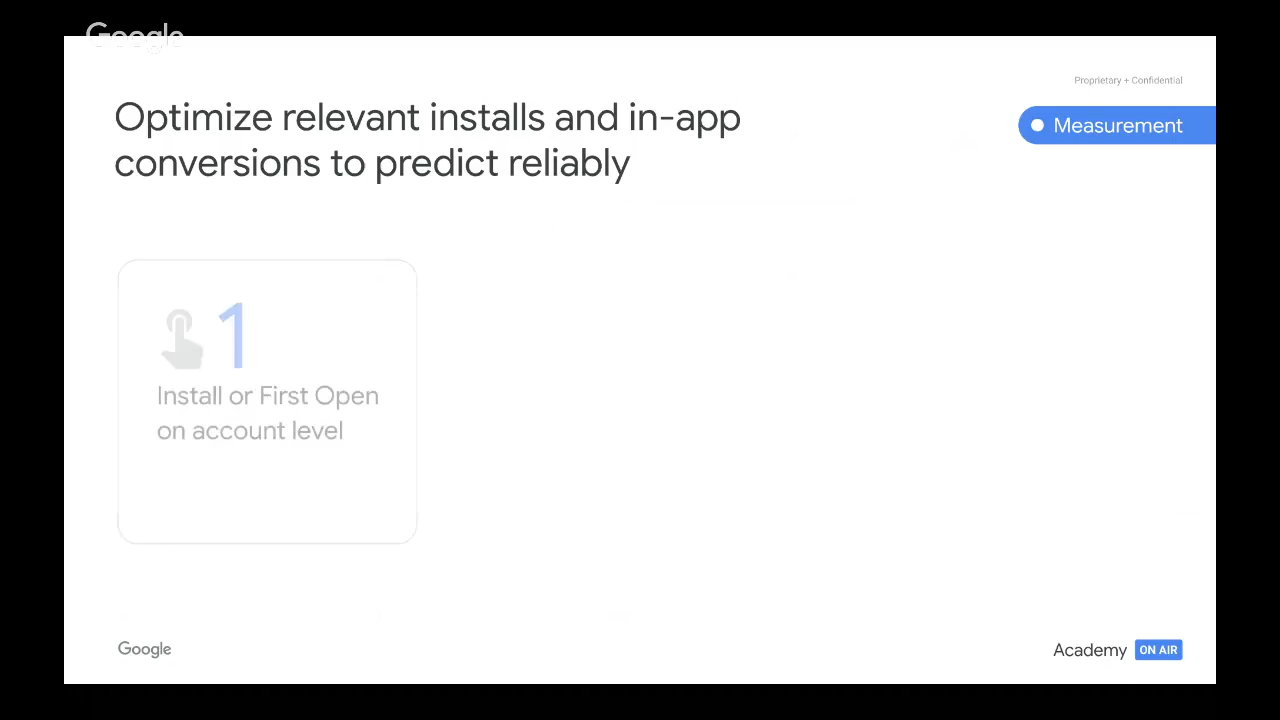 Google
Proprietary + Confidential
Optimize relevant installs and in-app
conversions to predict reliably
Measurement
1
Install or First Open
on account level
Google
Academy ON AIR